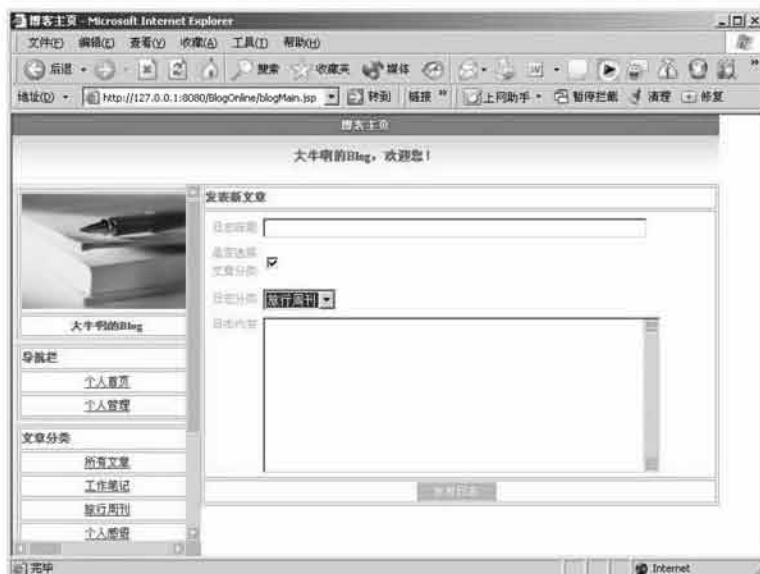 博客主页 - Microsoft Internet Explorer
文件(F) 编辑(E) 查看(V) 收藏(A) 工具(T) 帮助(H)
后退 搜索 收藏夹 媒体
地址(D) http://127.0.0.1:8080/BlogOnline/blogMain.jsp 转到 链接 上网助手 暂停拦截 清理 修复
博客主页
大牛啊的Blog，欢迎您！
大牛啊的Blog
导航栏
个人首页
个人管理
文章分类
所有文章
工作笔记
旅行周刊
个人感悟
发表新文章
日志标题
是否选择
文章分类
日志分类 旅行周刊
日志内容
发表日志
完毕 Internet